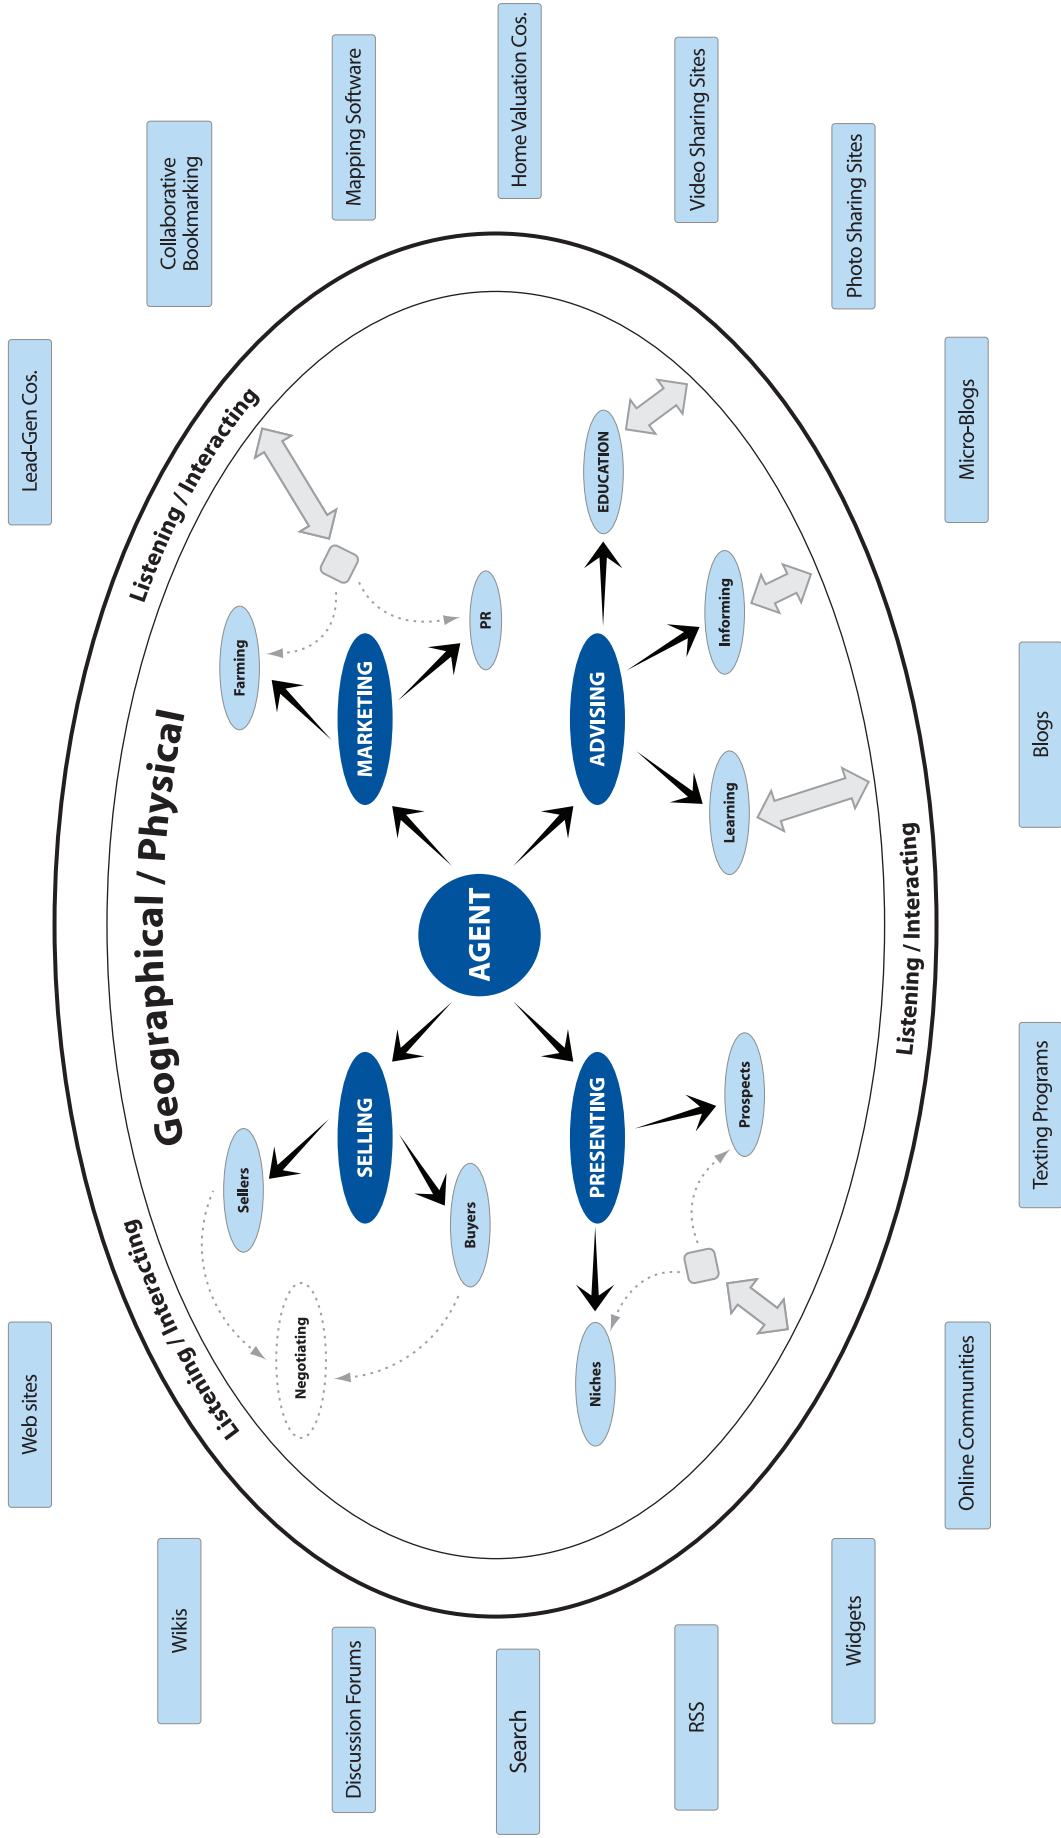 Web sites
Lead-Gen Cos.
Wikis
Collaborative
Bookmarking
Discussion Forums
Mapping Software
Search
Home Valuation Cos.
RSS
Video Sharing Sites
Widgets
Photo Sharing Sites
Online Communities
Micro-Blogs
Texting Programs
Blogs
Listening / Interacting
Geographical / Physical
Listening / Interacting
Listening / Interacting
AGENT
SELLING
Sellers
Buyers
Negotiating
MARKETING
Farming
PR
PRESENTING
Niches
Prospects
ADVISING
Learning
Informing
EDUCATION